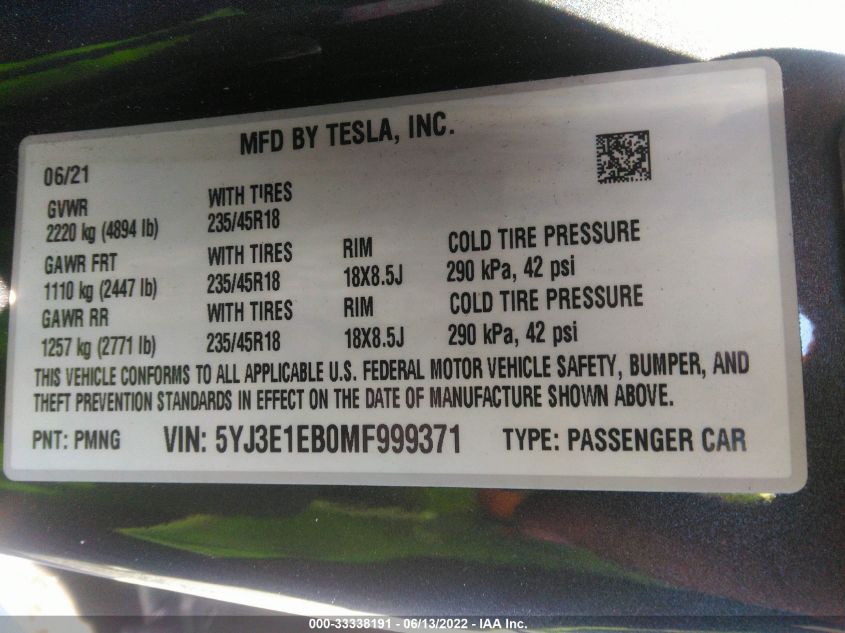 MFD BY TESLA, INC.
06/21
GVWR WITH TIRES
2220 kg (4894 lb) 235/45R18
GAWR FRT WITH TIRES RIM COLD TIRE PRESSURE
1110 kg (2447 lb) 235/45R18 18X8.5J 290 kPa, 42 psi
GAWR RR WITH TIRES RIM COLD TIRE PRESSURE
1257 kg (2771 lb) 235/45R18 18X8.5J 290 kPa, 42 psi
THIS VEHICLE CONFORMS TO ALL APPLICABLE U.S. FEDERAL MOTOR VEHICLE SAFETY, BUMPER, AND
THEFT PREVENTION STANDARDS IN EFFECT ON THE DATE OF MANUFACTURE SHOWN ABOVE.
PNT: PMNG VIN: 5YJ3E1EB0MF999371 TYPE: PASSENGER CAR
000-33338191 - 06/13/2022 - IAA Inc.